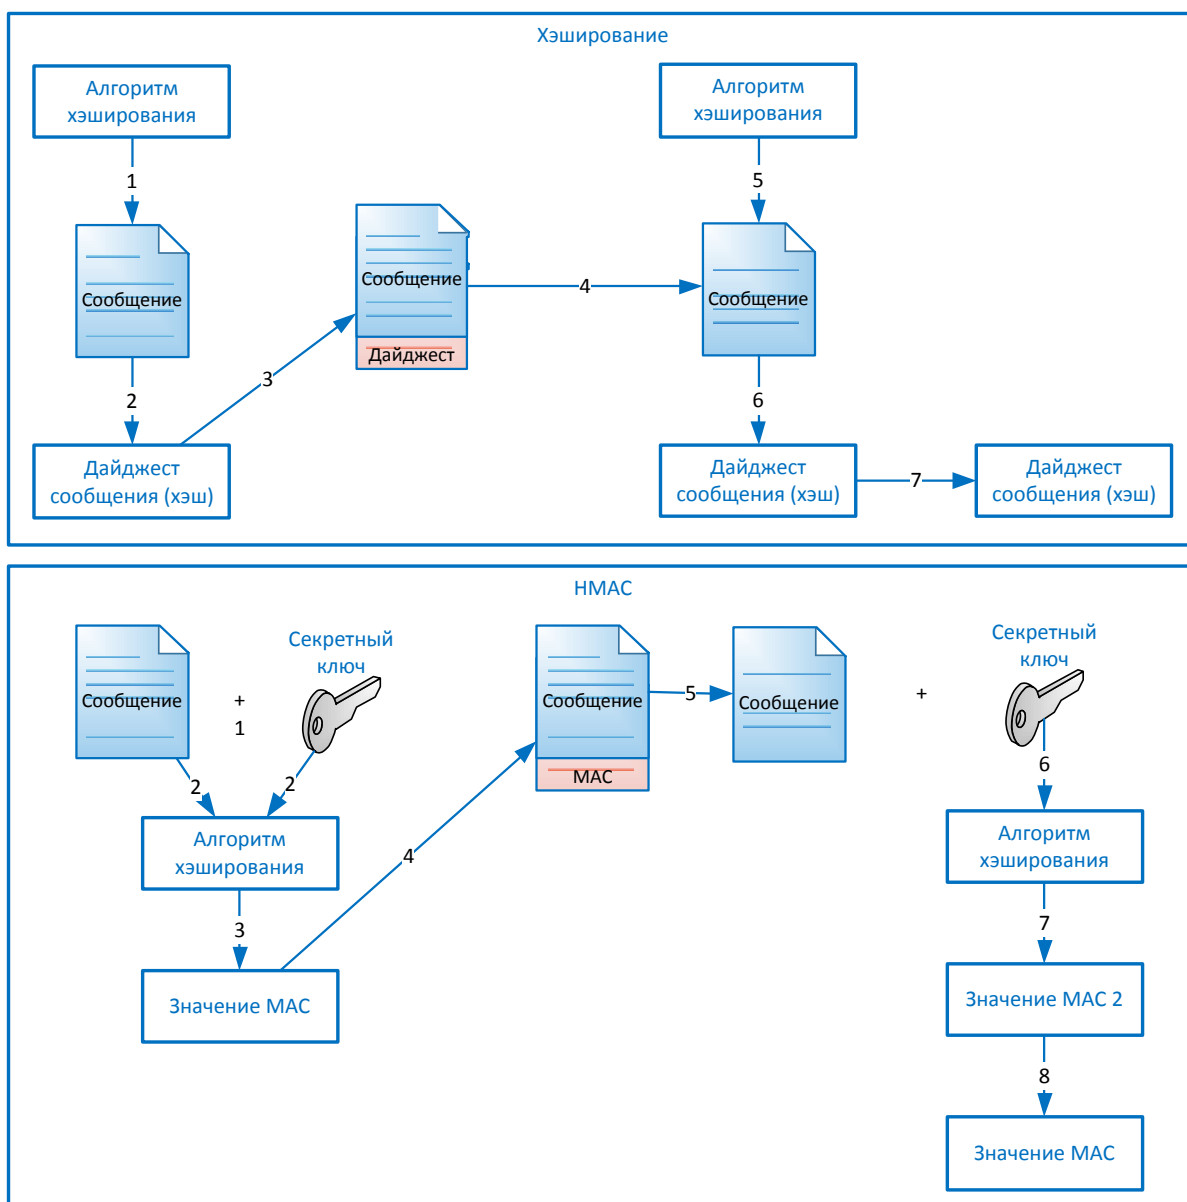 Хэширование
Алгоритм
хэширования
Алгоритм
хэширования
1
5
Сообщение
Сообщение
Дайджест
4
Сообщение
2
3
6
Дайджест
сообщения (хэш)
Дайджест
сообщения (хэш)
7
Дайджест
сообщения (хэш)
HMAC
Сообщение
+
1
Секретный
ключ
Сообщение
MAC
5
Сообщение
+
Секретный
ключ
2
2
6
Алгоритм
хэширования
4
Алгоритм
хэширования
3
7
Значение MAC
Значение MAC 2
8
Значение MAC